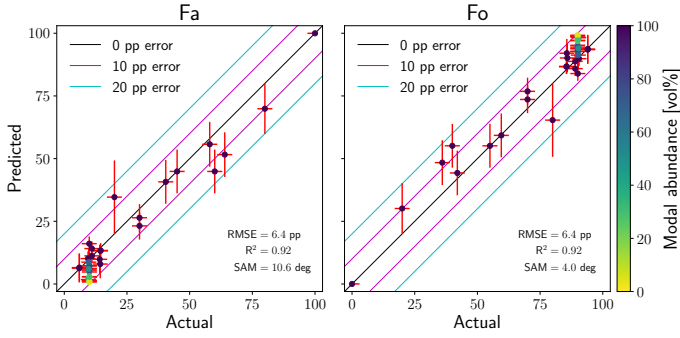 Fa
Fo
100
75
50
25
0
Predicted
0 pp error
10 pp error
20 pp error
RMSE = 6.4 pp
R² = 0.92
SAM = 10.6 deg
0 25 50 75 100
Actual
0 pp error
10 pp error
20 pp error
RMSE = 6.4 pp
R² = 0.92
SAM = 4.0 deg
0 25 50 75 100
Actual
100
80
60
40
20
0
Modal abundance [vol%]